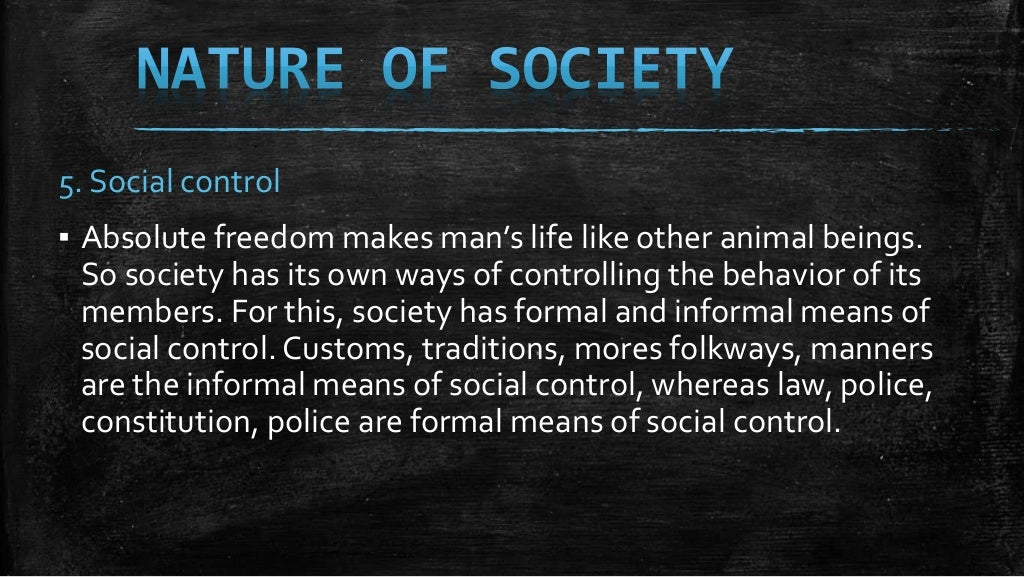 NATURE OF SOCIETY
5. Social control
▪ Absolute freedom makes man’s life like other animal beings.
So society has its own ways of controlling the behavior of its
members. For this, society has formal and informal means of
social control. Customs, traditions, mores folkways, manners
are the informal means of social control, whereas law, police,
constitution, police are formal means of social control.